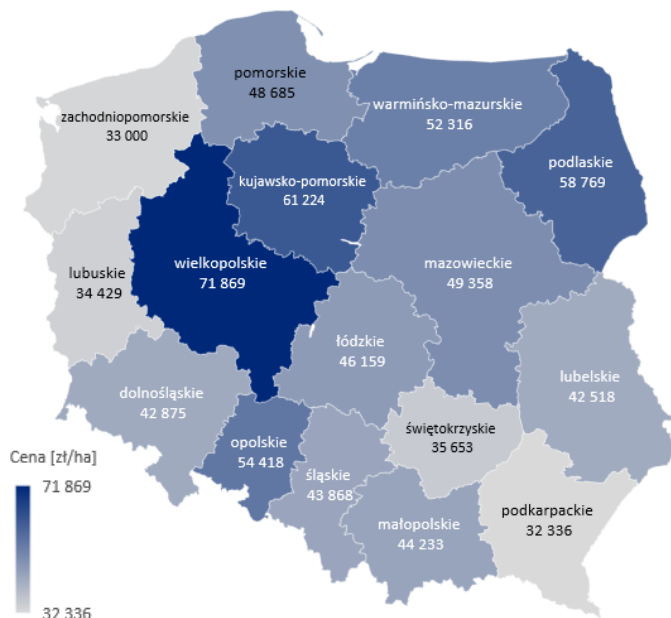 pomorskie
48 685
zachodniopomorskie
33 000
warmińsko-mazurskie
52 316
podlaskie
58 769
kujawsko-pomorskie
61 224
wielkopolskie
71 869
mazowieckie
49 358
lubuskie
34 429
łódzkie
46 159
dolnośląskie
42 875
lubelskie
42 518
świętokrzyskie
35 653
opolskie
54 418
śląskie
43 868
podkarpackie
32 336
małopolskie
44 233
Cena [zł/ha]
71 869
32 336